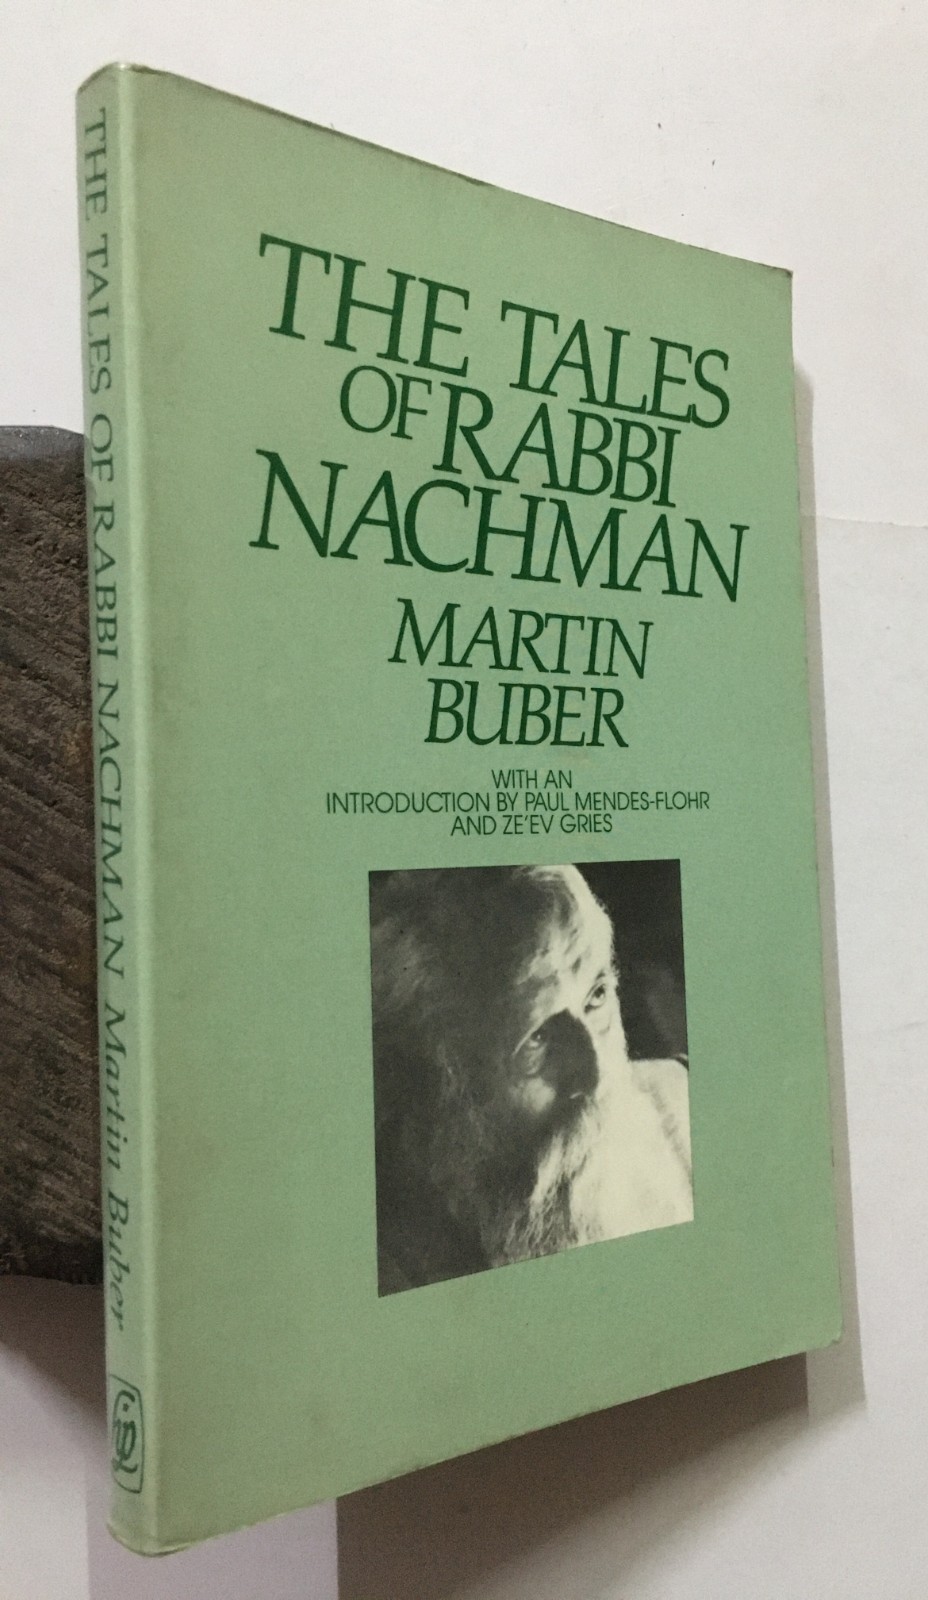 THE TALES
OF RABBI
NACHMAN
MARTIN
BUBER
WITH AN
INTRODUCTION BY PAUL MENDES-FLOHR
AND ZE'EV GRIES
THE TALES OF RABBI NACHMAN Martin Buber